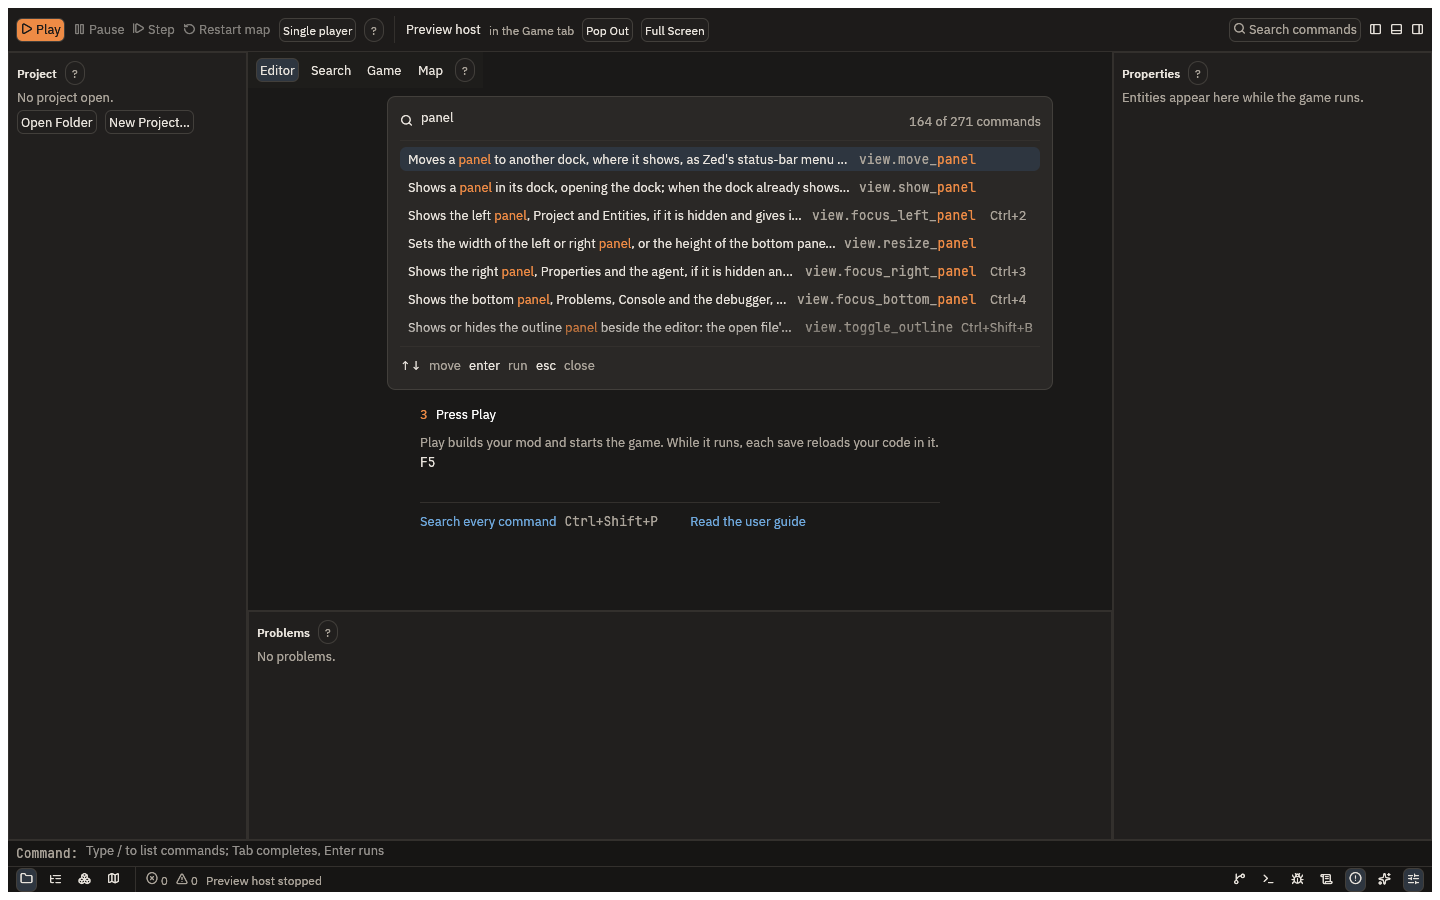 Play Pause Step Restart map Single player ? Preview host in the Game tab Pop Out Full Screen Search commands
Project ?
No project open.
Open Folder New Project...
Editor Search Game Map ?
panel
164 of 271 commands
Moves a panel to another dock, where it shows, as Zed's status-bar menu ... view.move_panel
Shows a panel in its dock, opening the dock; when the dock already shows... view.show_panel
Shows the left panel, Project and Entities, if it is hidden and gives i... view.focus_left_panel Ctrl+2
Sets the width of the left or right panel, or the height of the bottom pane... view.resize_panel
Shows the right panel, Properties and the agent, if it is hidden an... view.focus_right_panel Ctrl+3
Shows the bottom panel, Problems, Console and the debugger, ... view.focus_bottom_panel Ctrl+4
Shows or hides the outline panel beside the editor: the open file'... view.toggle_outline Ctrl+Shift+B
↑↓ move enter run esc close
3 Press Play
Play builds your mod and starts the game. While it runs, each save reloads your code in it.
F5
Search every command Ctrl+Shift+P Read the user guide
Properties ?
Entities appear here while the game runs.
Problems ?
No problems.
Command: Type / to list commands; Tab completes, Enter runs
0 0 Preview host stopped